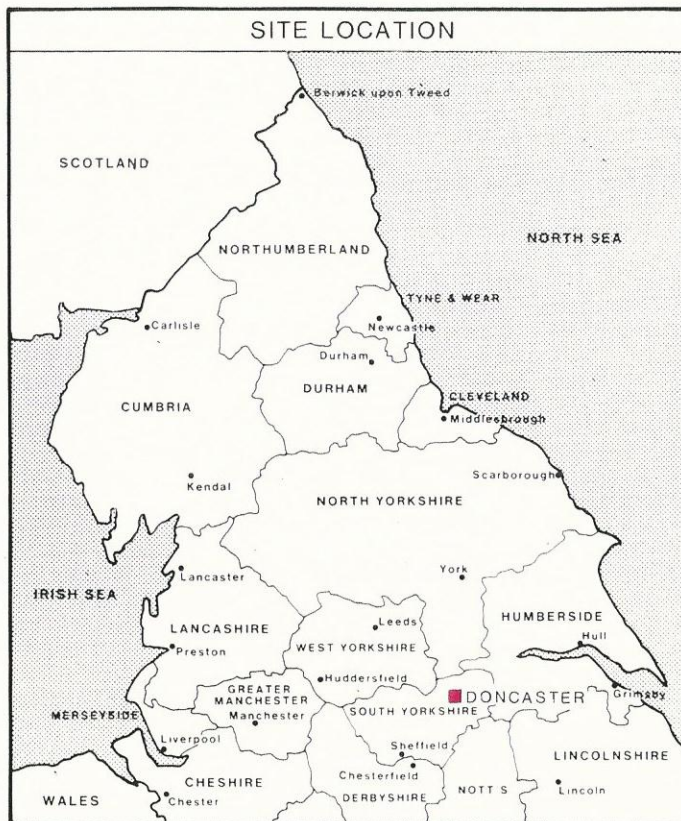 SITE LOCATION
Berwick upon Tweed
SCOTLAND
NORTH SEA
NORTHUMBERLAND
TYNE & WEAR
Carlisle
Newcastle
Durham
DURHAM
CLEVELAND
CUMBRIA
Middlesbrough
Kendal
Scarborough
NORTH YORKSHIRE
Lancaster
York
IRISH SEA
HUMBERSIDE
LANCASHIRE
Leeds
Hull
WEST YORKSHIRE
Preston
Huddersfield
GREATER
MANCHESTER
DONCASTER
Grimsby
MERSEYSIDE
Manchester
SOUTH YORKSHIRE
Liverpool
Sheffield
LINCOLNSHIRE
CHESHIRE
Chesterfield
WALES
Chester
DERBYSHIRE
NOTT S
Lincoln